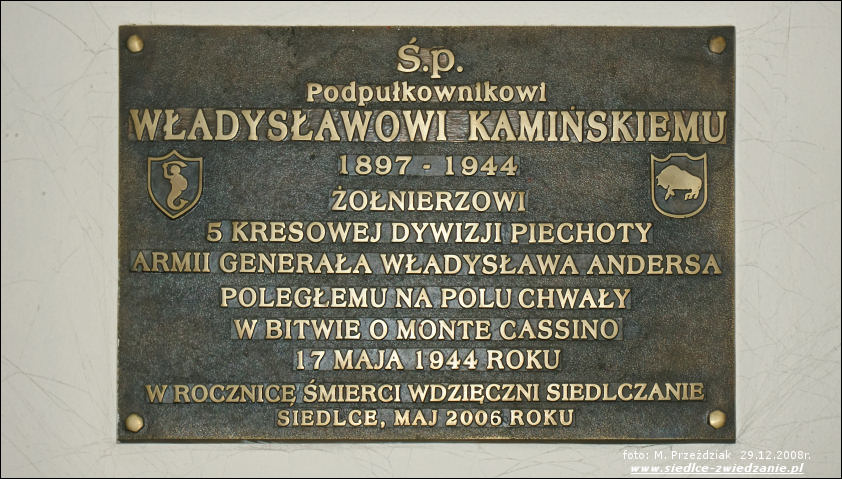 Ś.p.
Podpułkownikowi
WŁADYSŁAWOWI KAMIŃSKIEMU
1897 - 1944
ŻOŁNIERZOWI
5 KRESOWEJ DYWIZJI PIECHOTY
ARMII GENERAŁA WŁADYSŁAWA ANDERSA
POLEGŁEMU NA POLU CHWAŁY
W BITWIE O MONTE CASSINO
17 MAJA 1944 ROKU
W ROCZNICĘ ŚMIERCI WDZIĘCZNI SIEDLCZANIE
SIEDLCE, MAJ 2006 ROKU
foto: M. Przeździak 29.12.2008r.
www.siedlce-zwiedzanie.pl